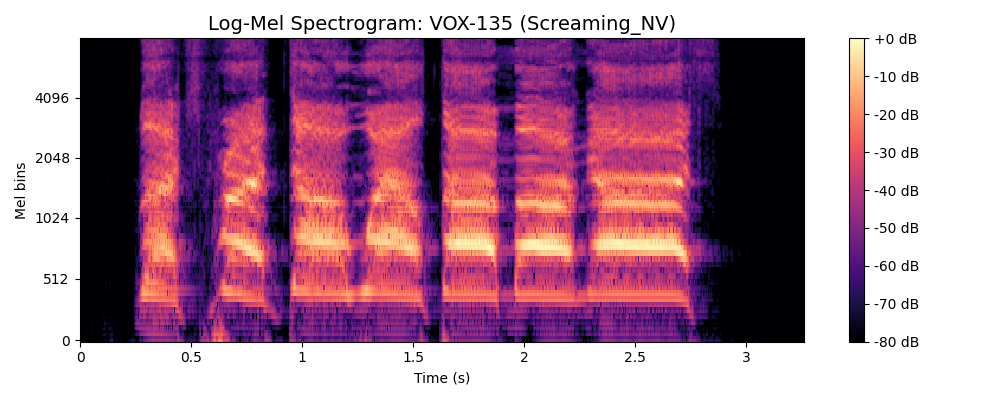 Log-Mel Spectrogram: VOX-135 (Screaming_NV)
Mel bins
4096
2048
1024
512
0
0
0.5
1
1.5
2
2.5
3
Time (s)
+0 dB
-10 dB
-20 dB
-30 dB
-40 dB
-50 dB
-60 dB
-70 dB
-80 dB